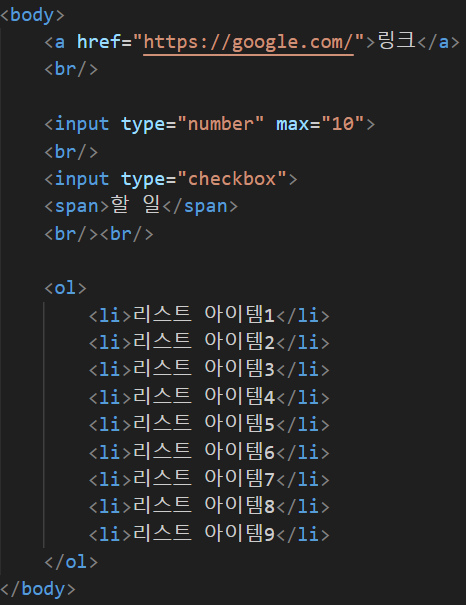 <body>
<a href="https://google.com/">링크</a>
<br/>
<input type="number" max="10">
<br/>
<input type="checkbox">
<span>할 일</span>
<br/><br/>
<ol>
<li>리스트 아이템1</li>
<li>리스트 아이템2</li>
<li>리스트 아이템3</li>
<li>리스트 아이템4</li>
<li>리스트 아이템5</li>
<li>리스트 아이템6</li>
<li>리스트 아이템7</li>
<li>리스트 아이템8</li>
<li>리스트 아이템9</li>
</ol>
</body>